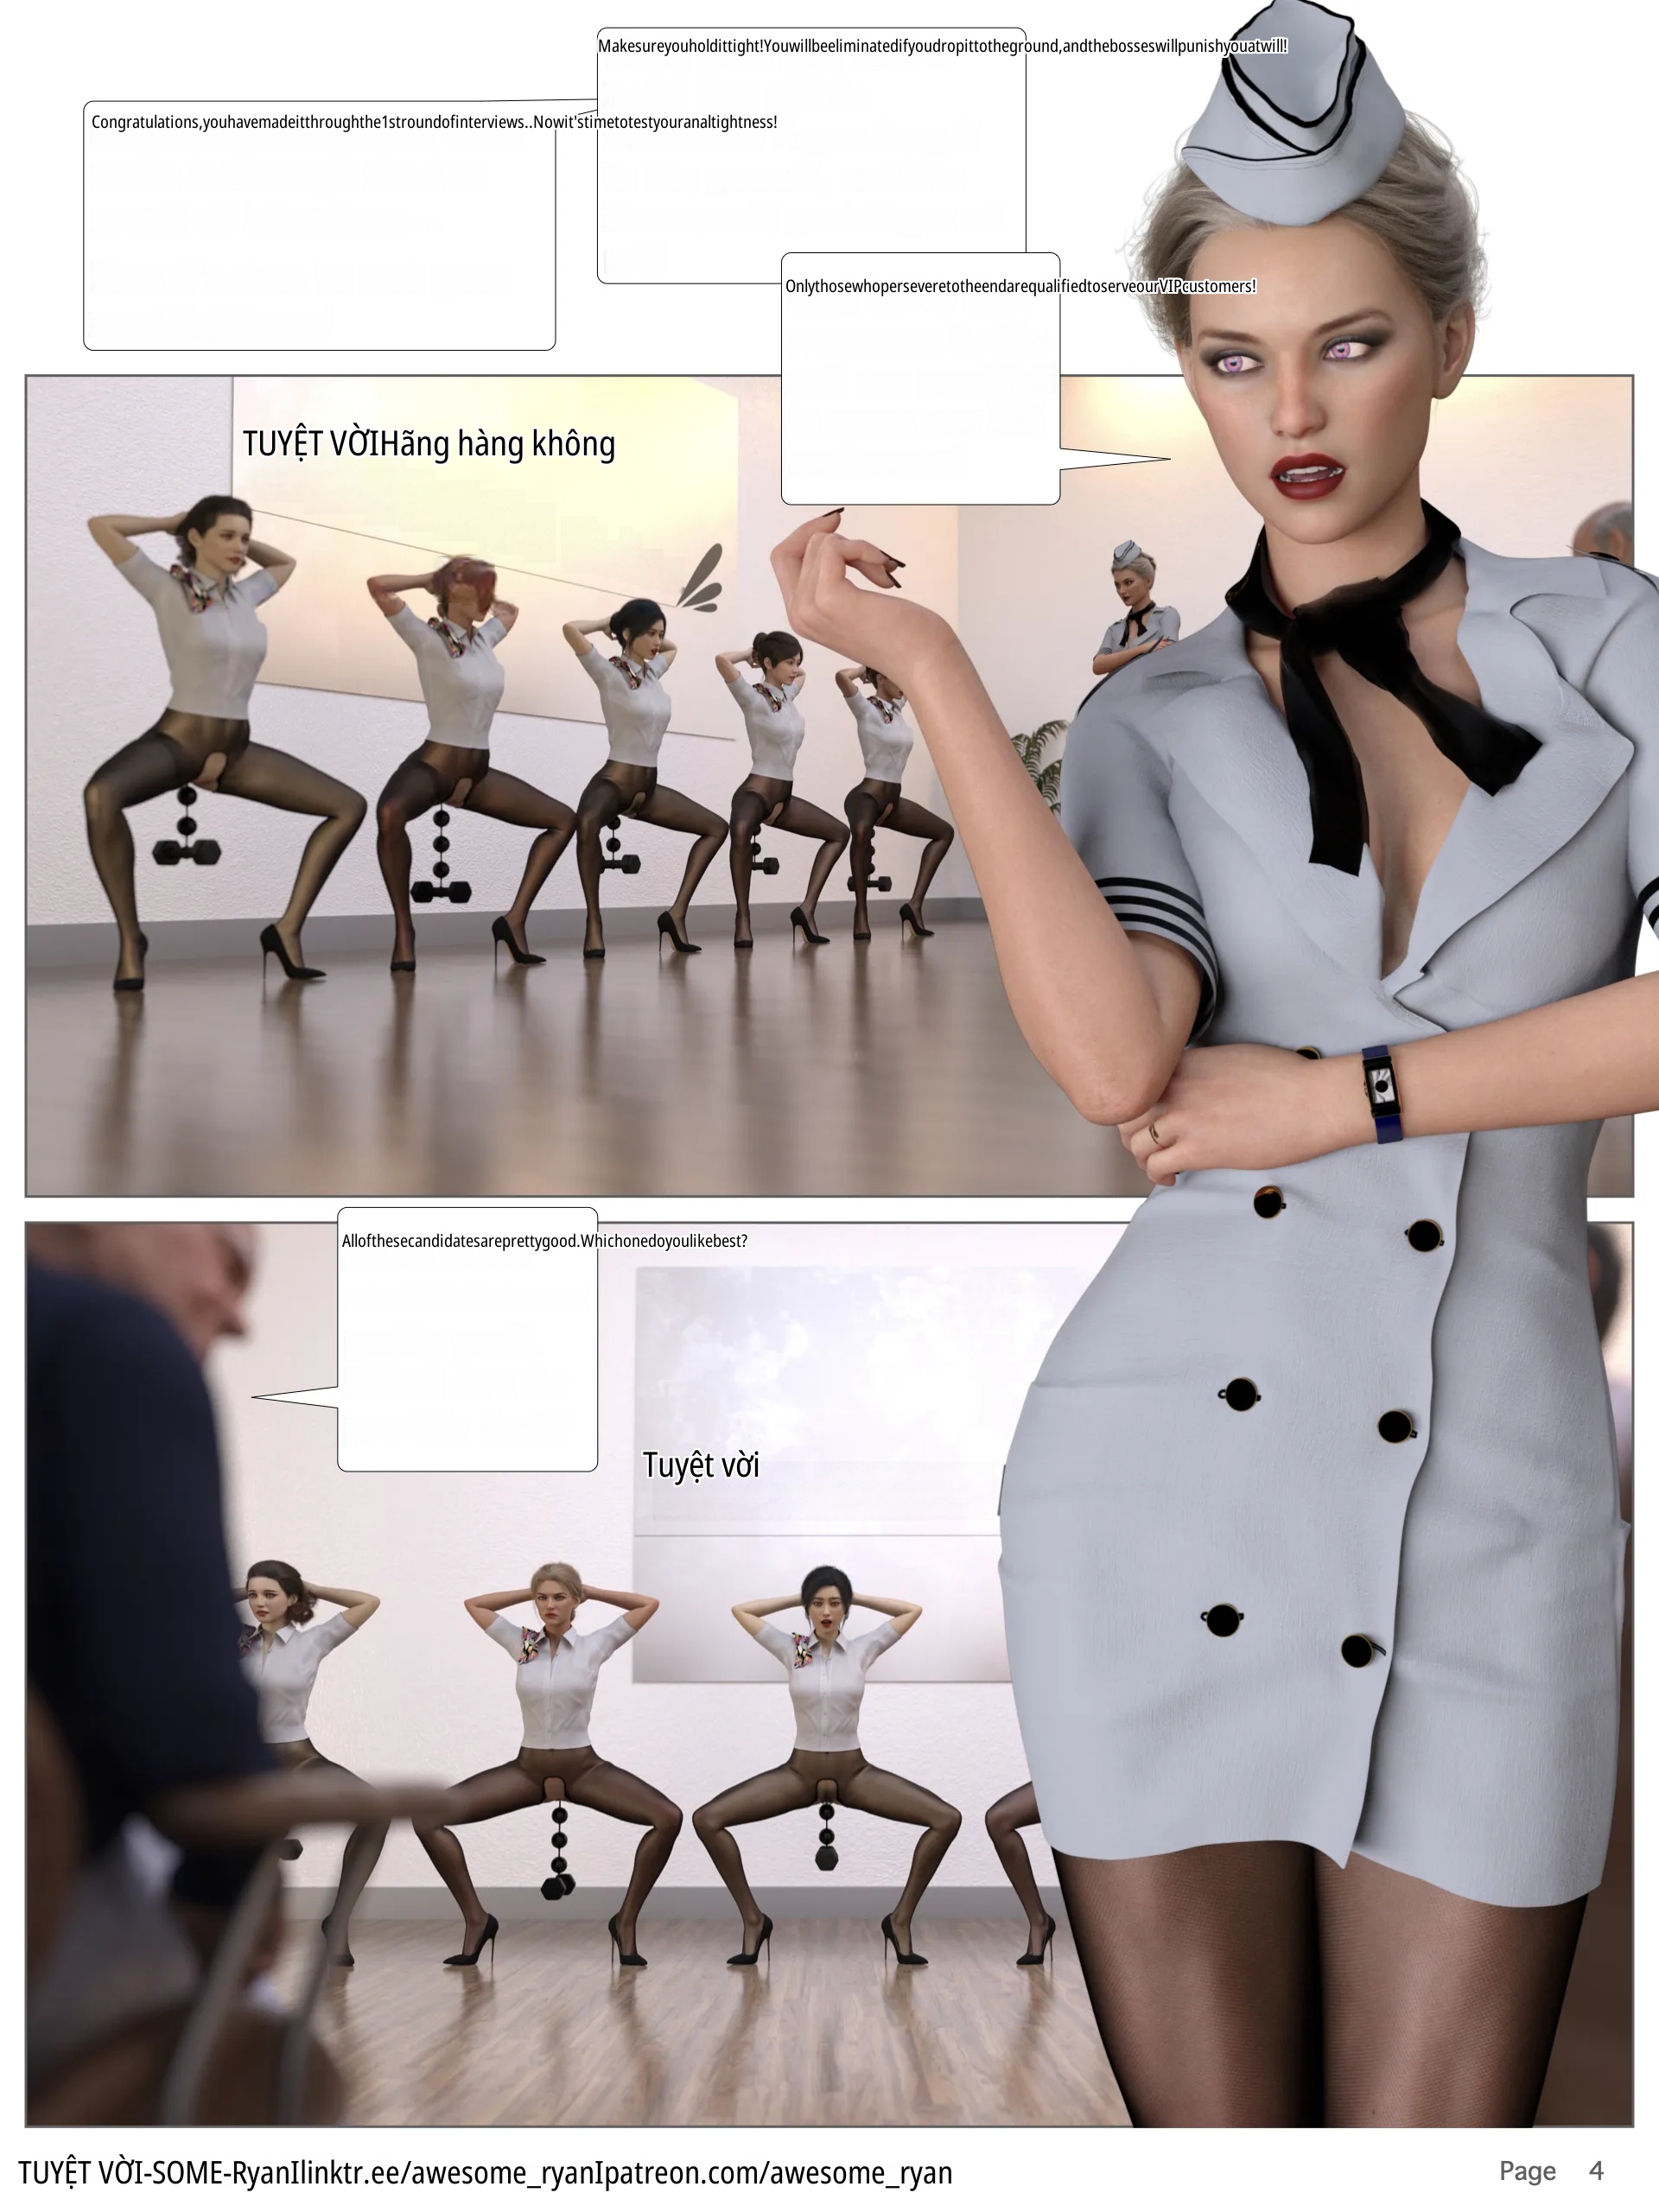 Makesureyouholdittight!Youwillbeeliminatedifyoudropittotheground,andthebosseswillpunishyouatwill!
Congratulations,youhavemadeitthroughthe1stroundofinterviews..Nowit'stimetotestyouranaltightness!
OnlythosewhoperseveretotheendarequalifiedtoserveourVIPcustomers!
TUYỆT VỜIHãng hàng không
Allofthesecandidatesareprettygood.Whichonedoyoulikebest?
Tuyệt vời
TUYỆT VỜI-SOME-RyanIlinktr.ee/awesome_ryanIpatreon.com/awesome_ryan
Page 4